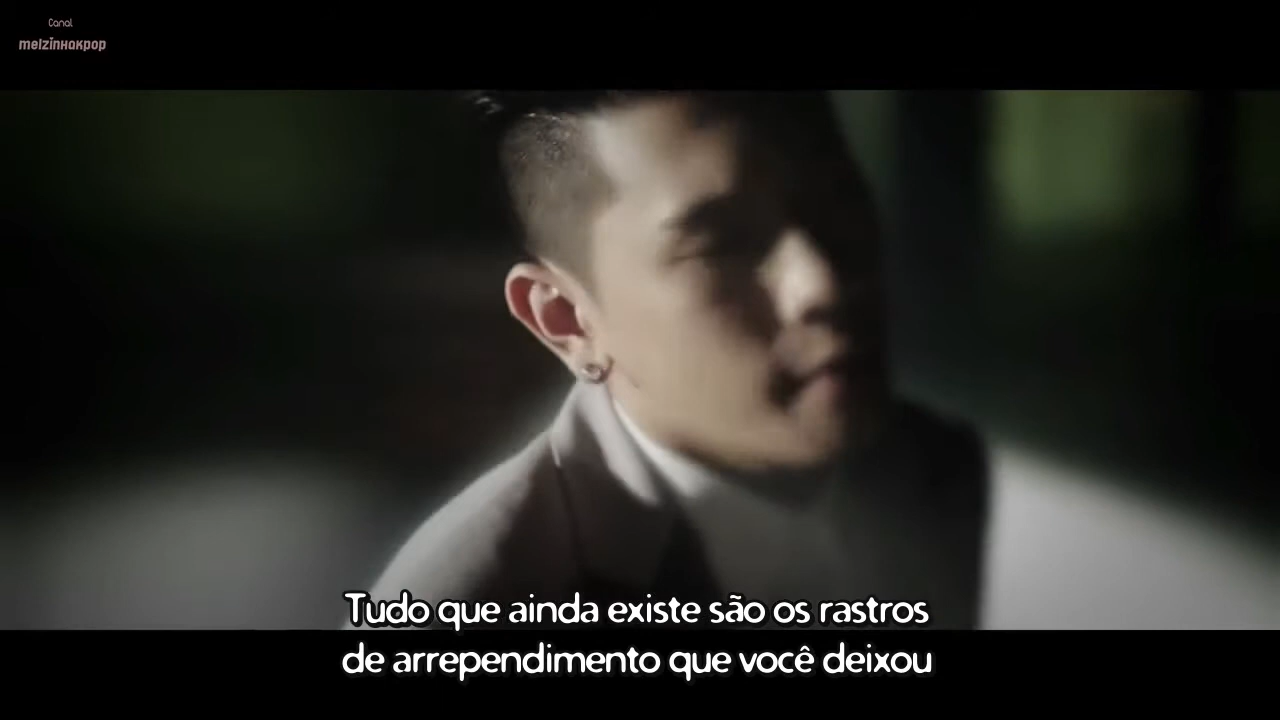 Canal
melzinhakpop
Tudo que ainda existe são os rastros
de arrependimento que você deixou